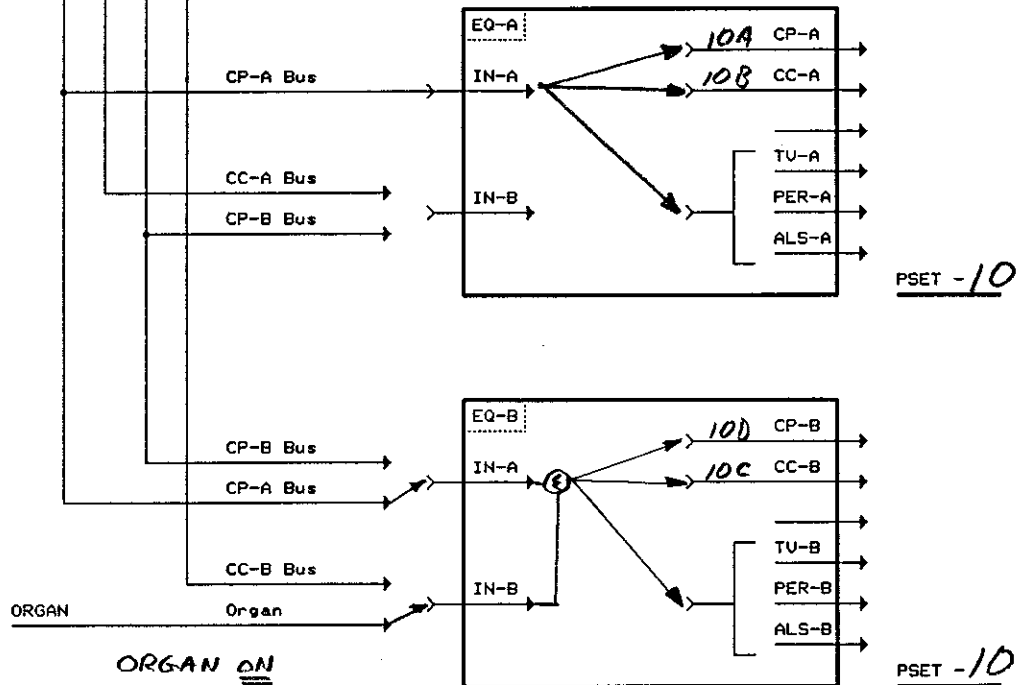 EQ-A
10A CP-A
CP-A Bus IN-A 10B CC-A
TV-A
CC-A Bus
IN-B PER-A
CP-B Bus
ALS-A
PSET -10
EQ-B
10D CP-B
CP-B Bus
IN-A 10C CC-B
CP-A Bus
TV-B
CC-B Bus
IN-B PER-B
ORGAN Organ
ALS-B
ORGAN ON
PSET -10